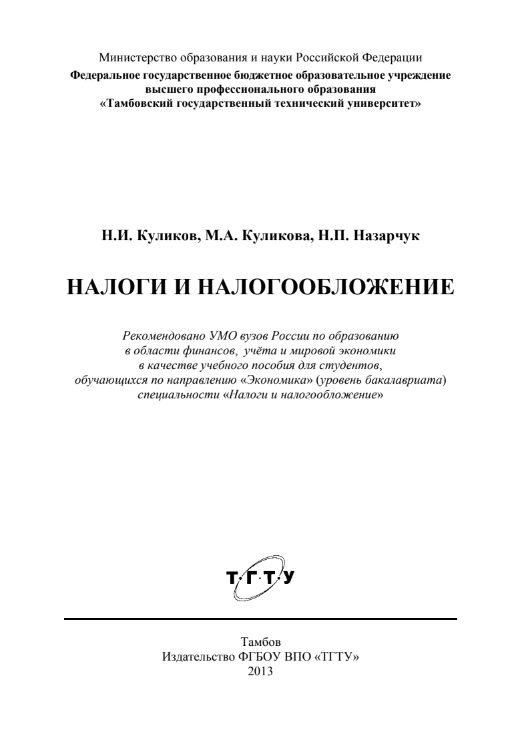 Министерство образования и науки Российской Федерации
Федеральное государственное бюджетное образовательное учреждение
высшего профессионального образования
«Тамбовский государственный технический университет»
Н.И. Куликов, М.А. Куликова, Н.П. Назарчук
НАЛОГИ И НАЛОГООБЛОЖЕНИЕ
Рекомендовано УМО вузов России по образованию
в области финансов, учёта и мировой экономики
в качестве учебного пособия для студентов,
обучающихся по направлению «Экономика» (уровень бакалавриата)
специальности «Налоги и налогообложение»
Т·Г·Т·У
Тамбов
Издательство ФГБОУ ВПО «ТГТУ»
2013